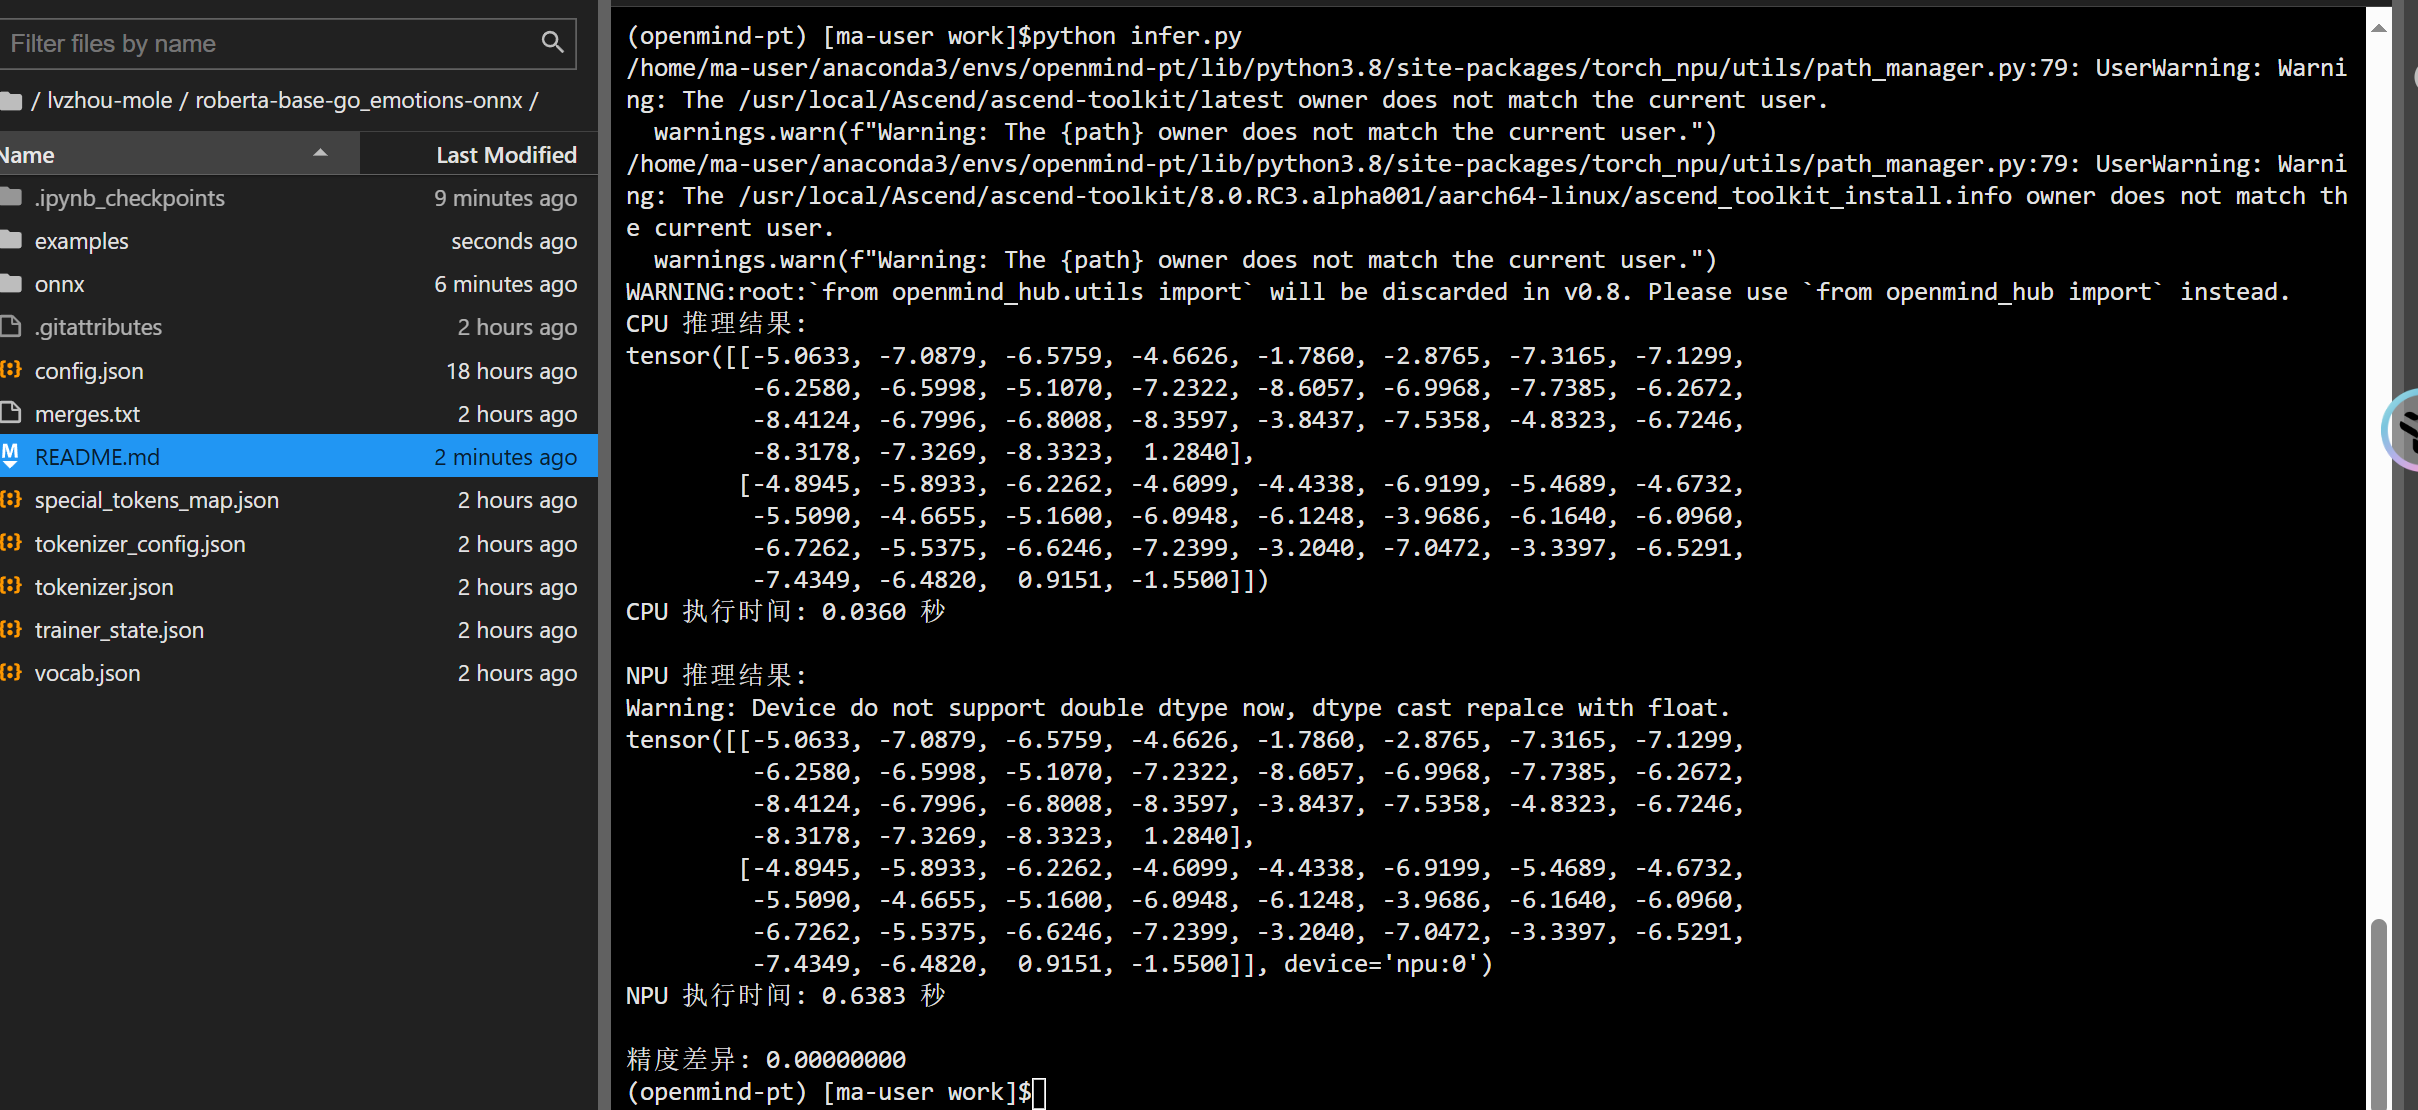 Filter files by name
/ lvzhou-mole / roberta-base-go_emotions-onnx /
Name Last Modified
.ipynb_checkpoints 9 minutes ago
examples seconds ago
onnx 6 minutes ago
.gitattributes 2 hours ago
config.json 18 hours ago
merges.txt 2 hours ago
README.md 2 minutes ago
special_tokens_map.json 2 hours ago
tokenizer_config.json 2 hours ago
tokenizer.json 2 hours ago
trainer_state.json 2 hours ago
vocab.json 2 hours ago
(openmind-pt) [ma-user work]$python infer.py
/home/ma-user/anaconda3/envs/openmind-pt/lib/python3.8/site-packages/torch_npu/utils/path_manager.py:79: UserWarning: Warni
ng: The /usr/local/Ascend/ascend-toolkit/latest owner does not match the current user.
  warnings.warn(f"Warning: The {path} owner does not match the current user.")
/home/ma-user/anaconda3/envs/openmind-pt/lib/python3.8/site-packages/torch_npu/utils/path_manager.py:79: UserWarning: Warni
ng: The /usr/local/Ascend/ascend-toolkit/8.0.RC3.alpha001/aarch64-linux/ascend_toolkit_install.info owner does not match th
e current user.
  warnings.warn(f"Warning: The {path} owner does not match the current user.")
WARNING:root:`from openmind_hub.utils import` will be discarded in v0.8. Please use `from openmind_hub import` instead.
CPU 推理结果:
tensor([[-5.0633, -7.0879, -6.5759, -4.6626, -1.7860, -2.8765, -7.3165, -7.1299,
         -6.2580, -6.5998, -5.1070, -7.2322, -8.6057, -6.9968, -7.7385, -6.2672,
         -8.4124, -6.7996, -6.8008, -8.3597, -3.8437, -7.5358, -4.8323, -6.7246,
         -8.3178, -7.3269, -8.3323,  1.2840],
        [-4.8945, -5.8933, -6.2262, -4.6099, -4.4338, -6.9199, -5.4689, -4.6732,
         -5.5090, -4.6655, -5.1600, -6.0948, -6.1248, -3.9686, -6.1640, -6.0960,
         -6.7262, -5.5375, -6.6246, -7.2399, -3.2040, -7.0472, -3.3397, -6.5291,
         -7.4349, -6.4820,  0.9151, -1.5500]])
CPU 执行时间: 0.0360 秒
NPU 推理结果:
Warning: Device do not support double dtype now, dtype cast repalce with float.
tensor([[-5.0633, -7.0879, -6.5759, -4.6626, -1.7860, -2.8765, -7.3165, -7.1299,
         -6.2580, -6.5998, -5.1070, -7.2322, -8.6057, -6.9968, -7.7385, -6.2672,
         -8.4124, -6.7996, -6.8008, -8.3597, -3.8437, -7.5358, -4.8323, -6.7246,
         -8.3178, -7.3269, -8.3323,  1.2840],
        [-4.8945, -5.8933, -6.2262, -4.6099, -4.4338, -6.9199, -5.4689, -4.6732,
         -5.5090, -4.6655, -5.1600, -6.0948, -6.1248, -3.9686, -6.1640, -6.0960,
         -6.7262, -5.5375, -6.6246, -7.2399, -3.2040, -7.0472, -3.3397, -6.5291,
         -7.4349, -6.4820,  0.9151, -1.5500]], device='npu:0')
NPU 执行时间: 0.6383 秒
精度差异: 0.00000000
(openmind-pt) [ma-user work]$